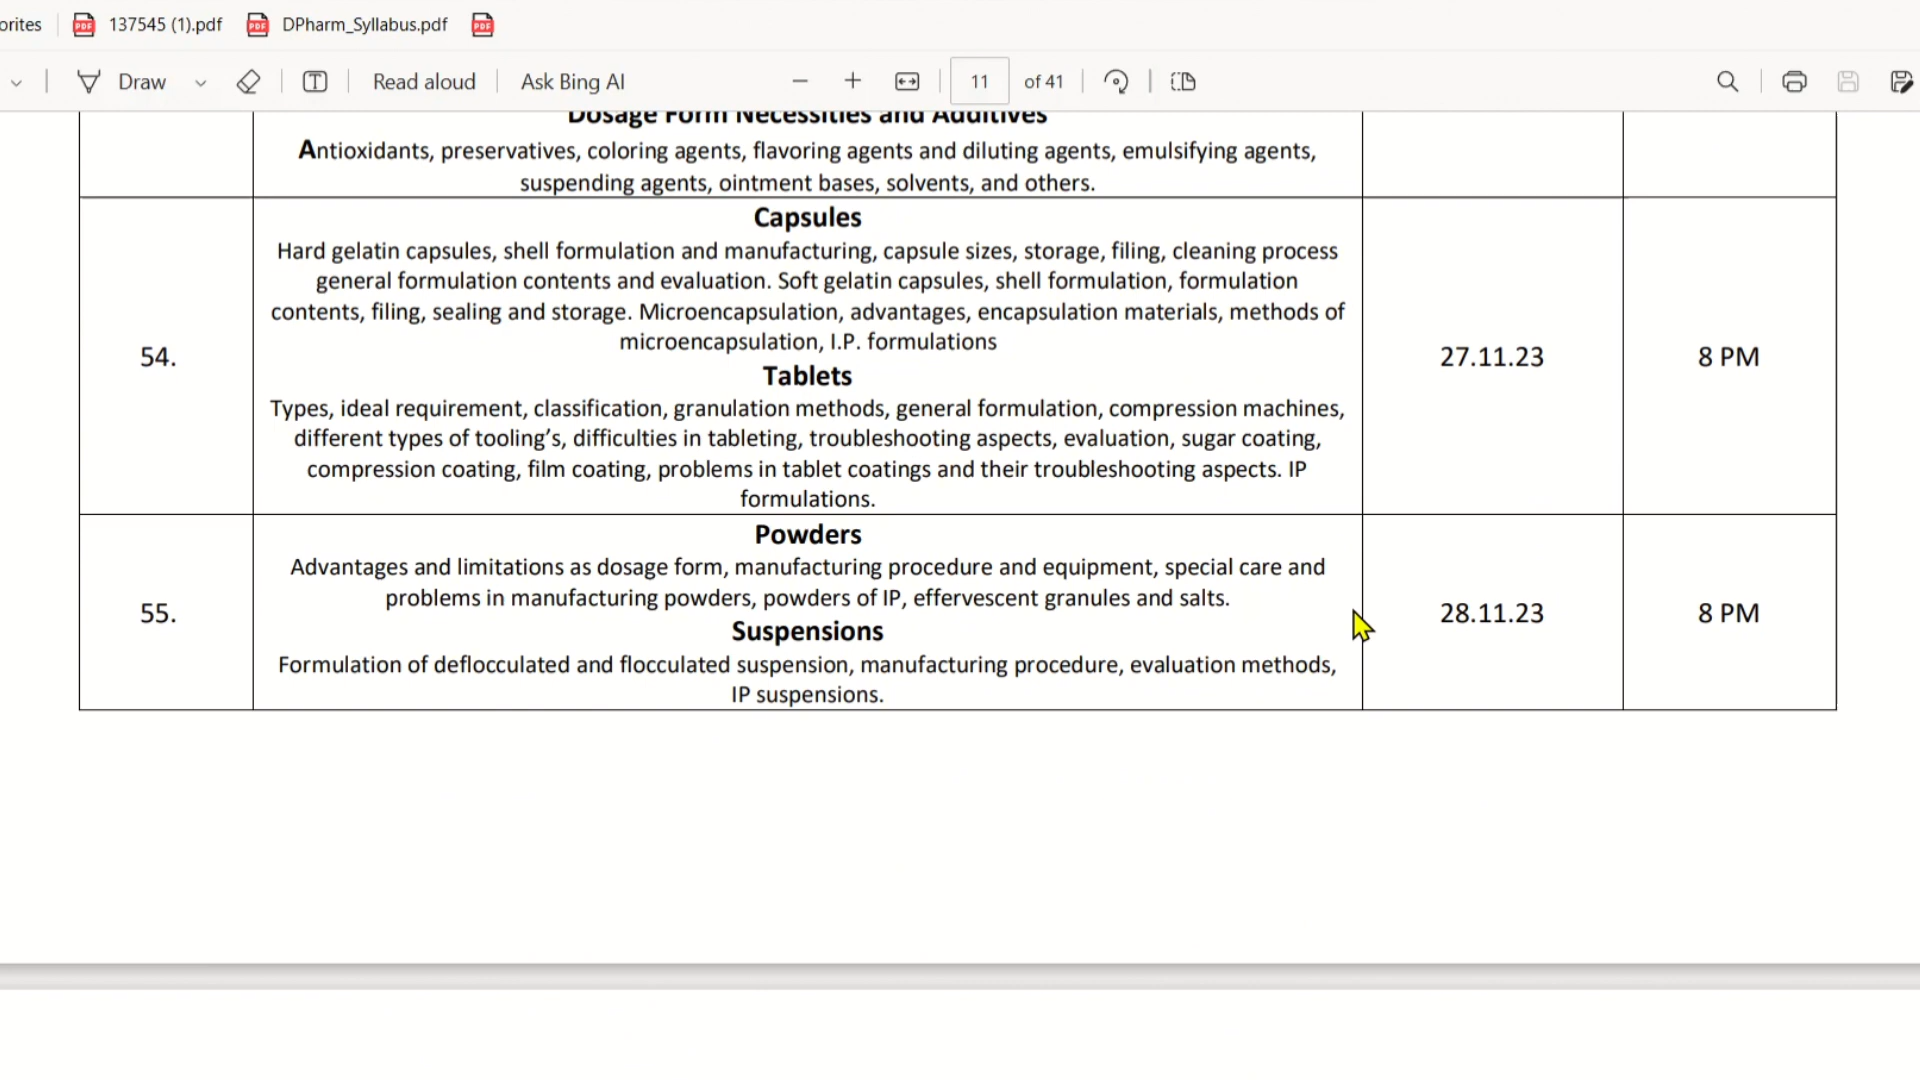 orites 137545 (1).pdf DPharm_Syllabus.pdf
Draw Read aloud Ask Bing AI 11 of 41
Dosage Form Necessities and Additives
Antioxidants, preservatives, coloring agents, flavoring agents and diluting agents, emulsifying agents,
suspending agents, ointment bases, solvents, and others.
54.
Capsules
Hard gelatin capsules, shell formulation and manufacturing, capsule sizes, storage, filing, cleaning process
general formulation contents and evaluation. Soft gelatin capsules, shell formulation, formulation
contents, filing, sealing and storage. Microencapsulation, advantages, encapsulation materials, methods of
microencapsulation, I.P. formulations
Tablets
Types, ideal requirement, classification, granulation methods, general formulation, compression machines,
different types of tooling’s, difficulties in tableting, troubleshooting aspects, evaluation, sugar coating,
compression coating, film coating, problems in tablet coatings and their troubleshooting aspects. IP
formulations.
27.11.23
8 PM
55.
Powders
Advantages and limitations as dosage form, manufacturing procedure and equipment, special care and
problems in manufacturing powders, powders of IP, effervescent granules and salts.
Suspensions
Formulation of deflocculated and flocculated suspension, manufacturing procedure, evaluation methods,
IP suspensions.
28.11.23
8 PM